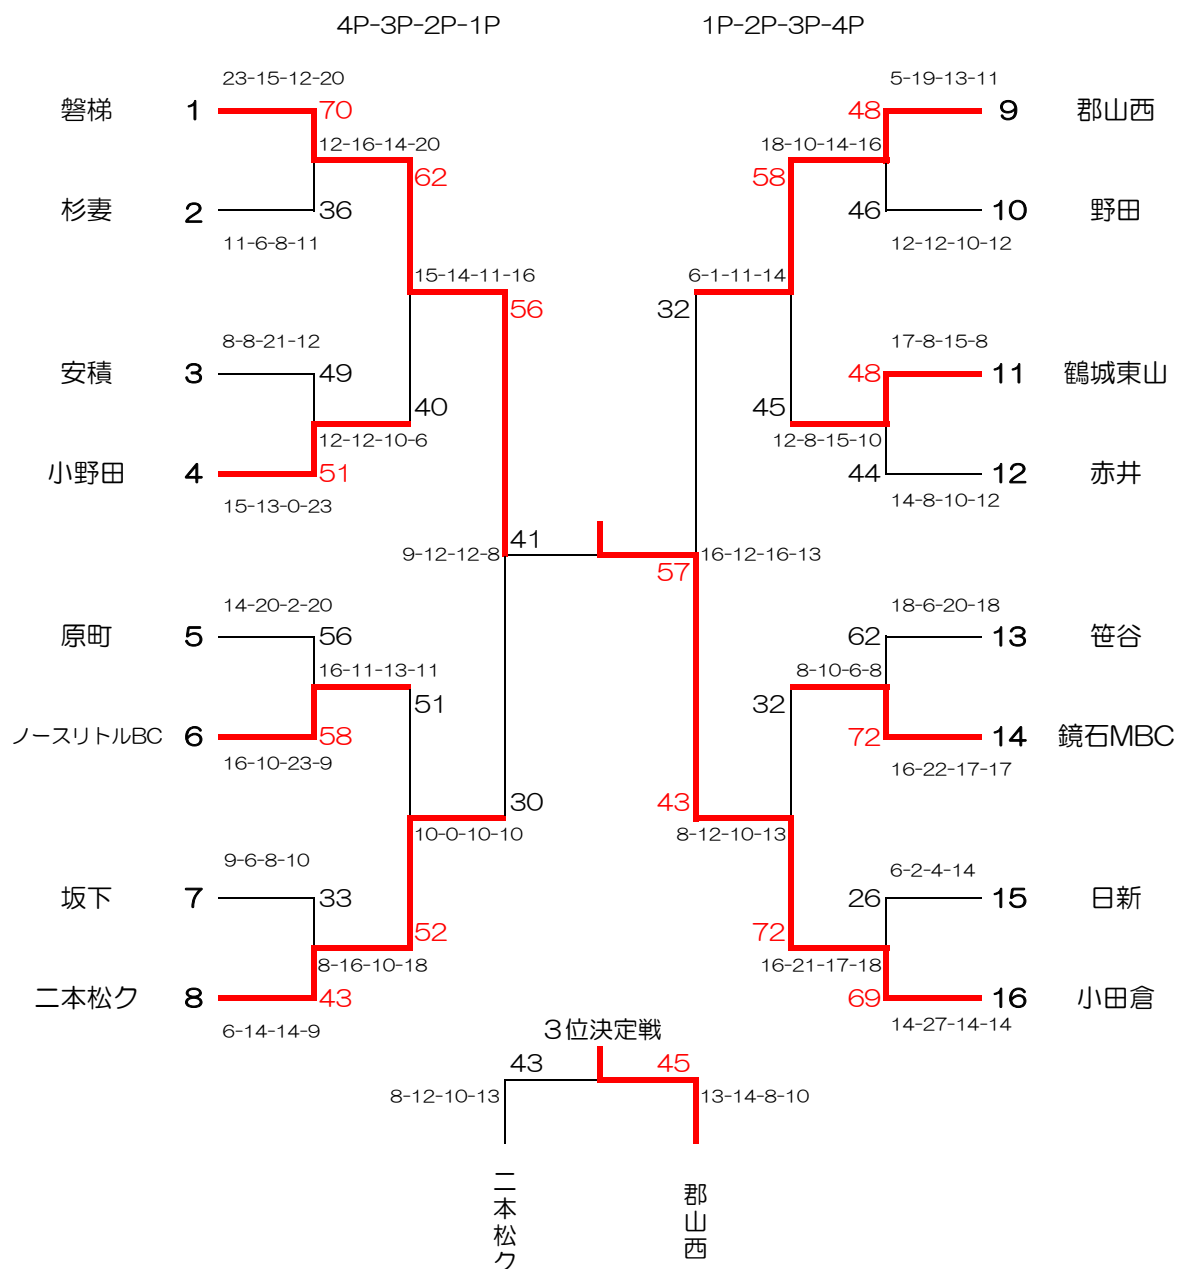 4P-3P-2P-1P
1P-2P-3P-4P
23-15-12-20
5-19-13-11
磐梯 1 70
48 9 郡山西
12-16-14-20
18-10-14-16
62
58
杉妻 2 36
46 10 野田
11-6-8-11
12-12-10-12
15-14-11-16
6-1-11-14
56
32
8-8-21-12
17-8-15-8
安積 3 49
48 11 鶴城東山
40
45
12-12-10-6
12-8-15-10
小野田 4 51
44 12 赤井
15-13-0-23
14-8-10-12
41
9-12-12-8
16-12-16-13
57
14-20-2-20
18-6-20-18
原町 5 56
62 13 笹谷
16-11-13-11
8-10-6-8
51
32
ノースリトルBC 6 58
72 14 鏡石MBC
16-10-23-9
16-22-17-17
30
43
10-0-10-10
8-12-10-13
9-6-8-10
6-2-4-14
坂下 7 33
26 15 日新
52
72
8-16-10-18
16-21-17-18
二本松ク 8 43
69 16 小田倉
6-14-14-9
14-27-14-14
３位決定戦
43
45
8-12-10-13
13-14-8-10
二本松ク
郡山西